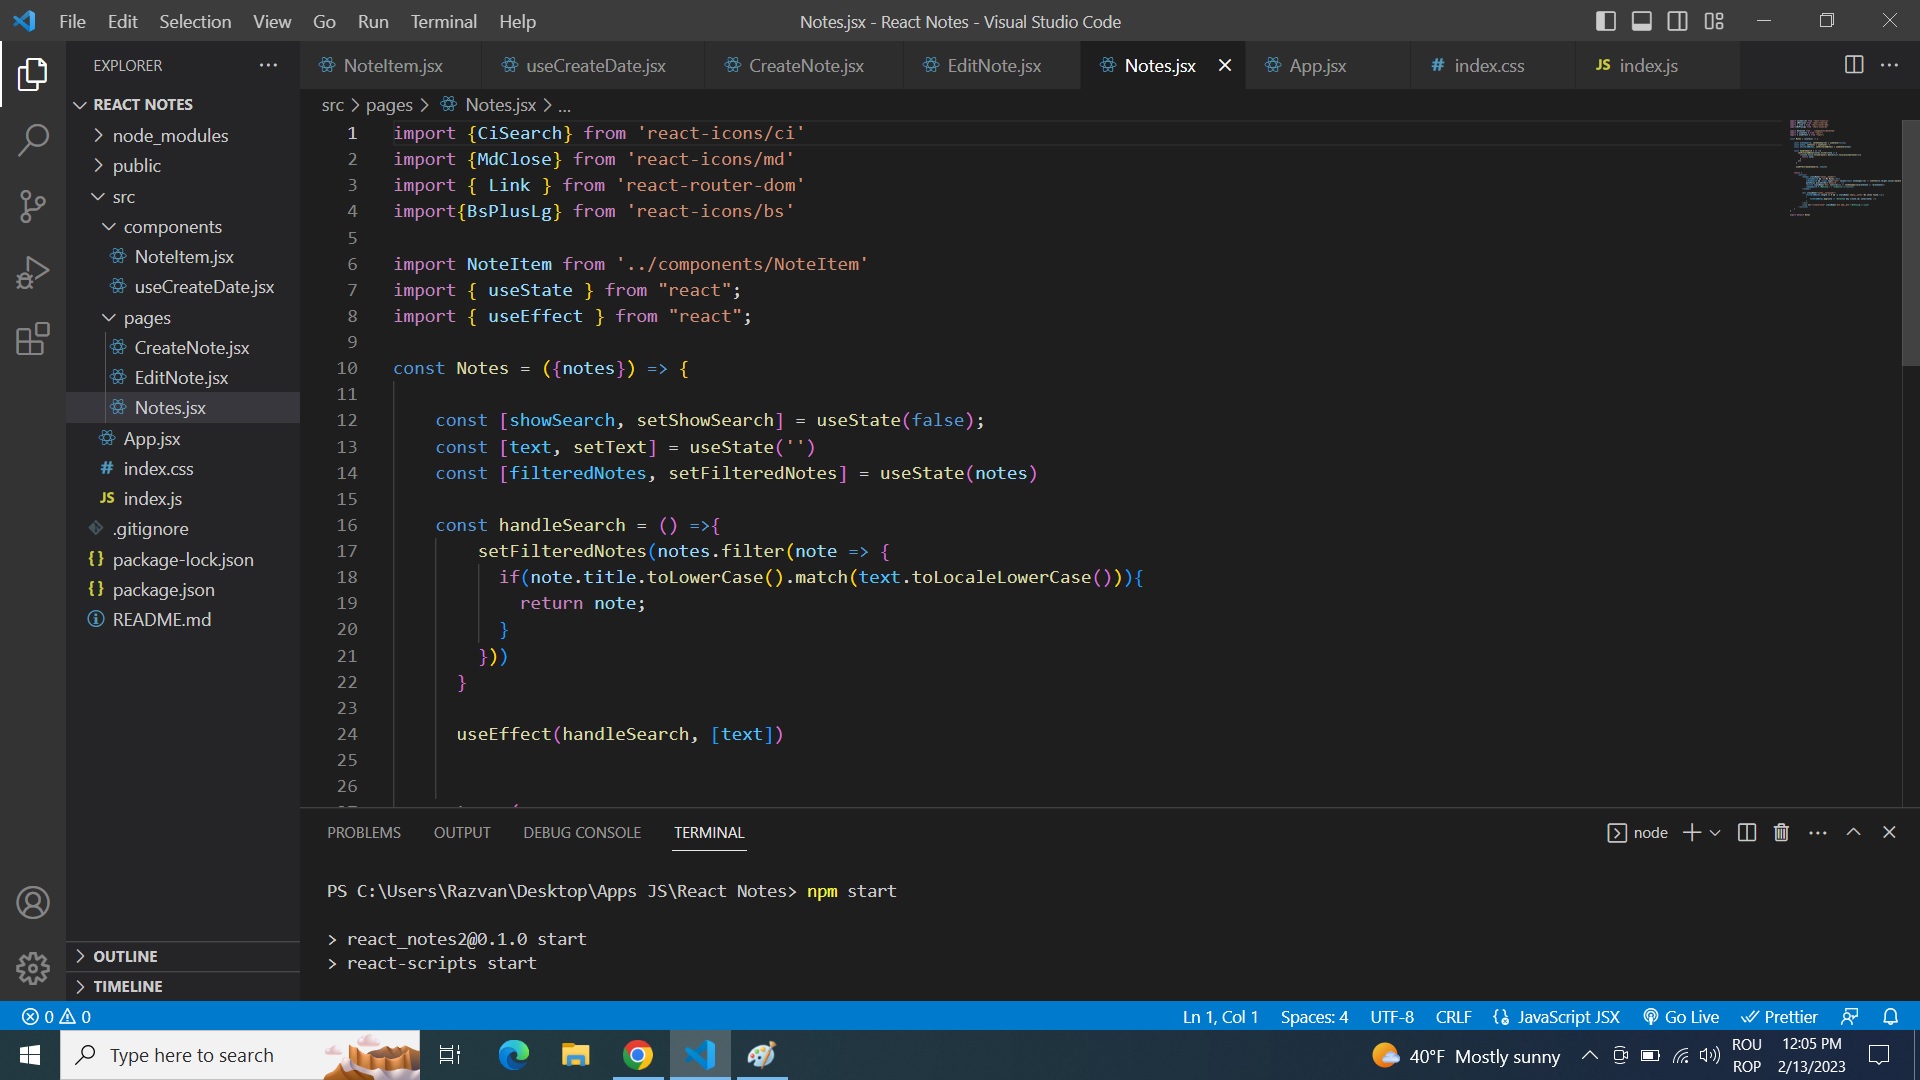 File Edit Selection View Go Run Terminal Help
Notes.jsx - React Notes - Visual Studio Code
EXPLORER
NoteItem.jsx
useCreateDate.jsx
CreateNote.jsx
EditNote.jsx
Notes.jsx
App.jsx
# index.css
JS index.js
REACT NOTES
node_modules
public
src
components
NoteItem.jsx
useCreateDate.jsx
pages
CreateNote.jsx
EditNote.jsx
Notes.jsx
App.jsx
# index.css
JS index.js
.gitignore
{} package-lock.json
{} package.json
README.md
OUTLINE
TIMELINE
src > pages > Notes.jsx > ...
1 import {CiSearch} from 'react-icons/ci'
2 import {MdClose} from 'react-icons/md'
3 import { Link } from 'react-router-dom'
4 import{BsPlusLg} from 'react-icons/bs'
5
6 import NoteItem from '../components/NoteItem'
7 import { useState } from "react";
8 import { useEffect } from "react";
9
10 const Notes = ({notes}) => {
11
12 const [showSearch, setShowSearch] = useState(false);
13 const [text, setText] = useState('')
14 const [filteredNotes, setFilteredNotes] = useState(notes)
15
16 const handleSearch = () =>{
17 setFilteredNotes(notes.filter(note => {
18 if(note.title.toLowerCase().match(text.toLocaleLowerCase())){
19 return note;
20 }
21 }))
22 }
23
24 useEffect(handleSearch, [text])
25
26
PROBLEMS OUTPUT DEBUG CONSOLE TERMINAL
node
PS C:\Users\Razvan\Desktop\Apps JS\React Notes> npm start
> react_notes2@0.1.0 start
> react-scripts start
0 0
Ln 1, Col 1 Spaces: 4 UTF-8 CRLF {} JavaScript JSX Go Live Prettier
Type here to search
40°F Mostly sunny
ROU
ROP
12:05 PM
2/13/2023